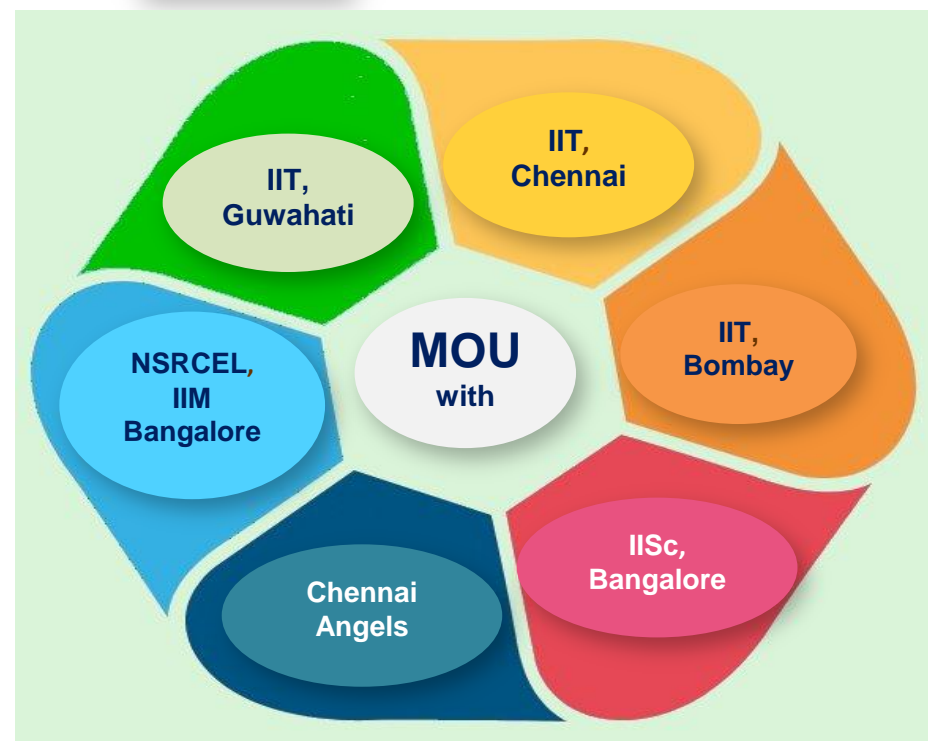 IIT,
Chennai
IIT,
Guwahati
IIT,
Bombay
MOU
with
NSRCEL,
IIM
Bangalore
IISc,
Bangalore
Chennai
Angels